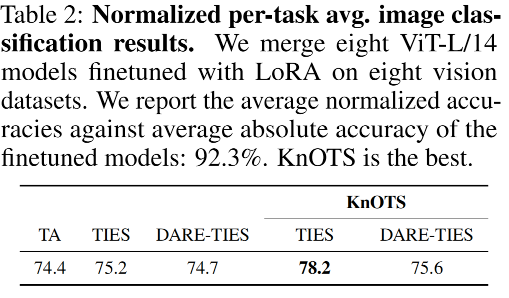 Table 2: Normalized per-task avg. image clas-
sification results. We merge eight ViT-L/14
models finetuned with LoRA on eight vision
datasets. We report the average normalized accu-
racies against average absolute accuracy of the
finetuned models: 92.3%. KnOTS is the best.
KnOTS
TA TIES DARE-TIES TIES DARE-TIES
74.4 75.2 74.7 78.2 75.6